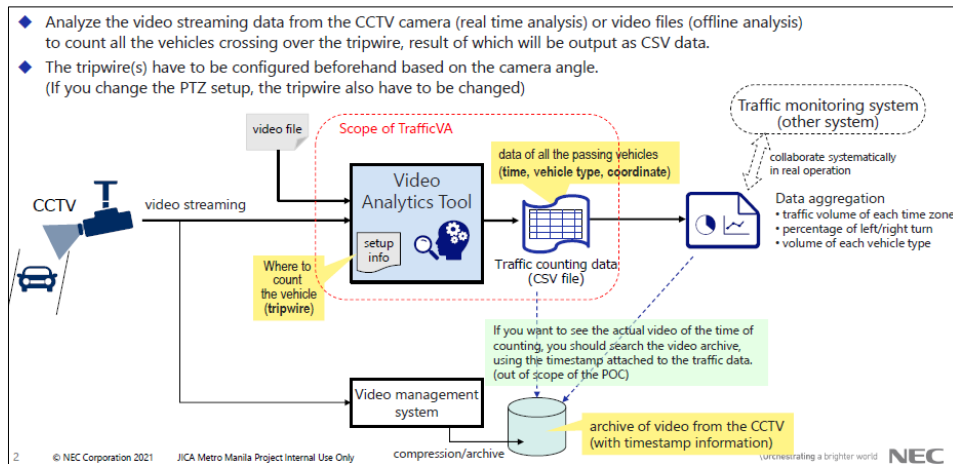 Analyze the video streaming data from the CCTV camera (real time analysis) or video files (offline analysis)
to count all the vehicles crossing over the tripwire, result of which will be output as CSV data.
The tripwire(s) have to be configured beforehand based on the camera angle.
(If you change the PTZ setup, the tripwire also have to be changed)
Traffic monitoring system
(other system)
Scope of TrafficVA
video file
data of all the passing vehicles
(time, vehicle type, coordinate)
collaborate systematically
in real operation
CCTV
video streaming
Video
Analytics Tool
setup
info
Data aggregation
• traffic volume of each time zone
• percentage of left/right turn
• volume of each vehicle type
Where to
count
the vehicle
(tripwire)
Traffic counting data
(CSV file)
If you want to see the actual video of the time of
counting, you should search the video archive,
using the timestamp attached to the traffic data.
(out of scope of the POC)
Video management
system
archive of video from the CCTV
(with timestamp information)
compression/archive
2
© NEC Corporation 2021
JICA Metro Manila Project Internal Use Only
Orchestrating a brighter world
NEC